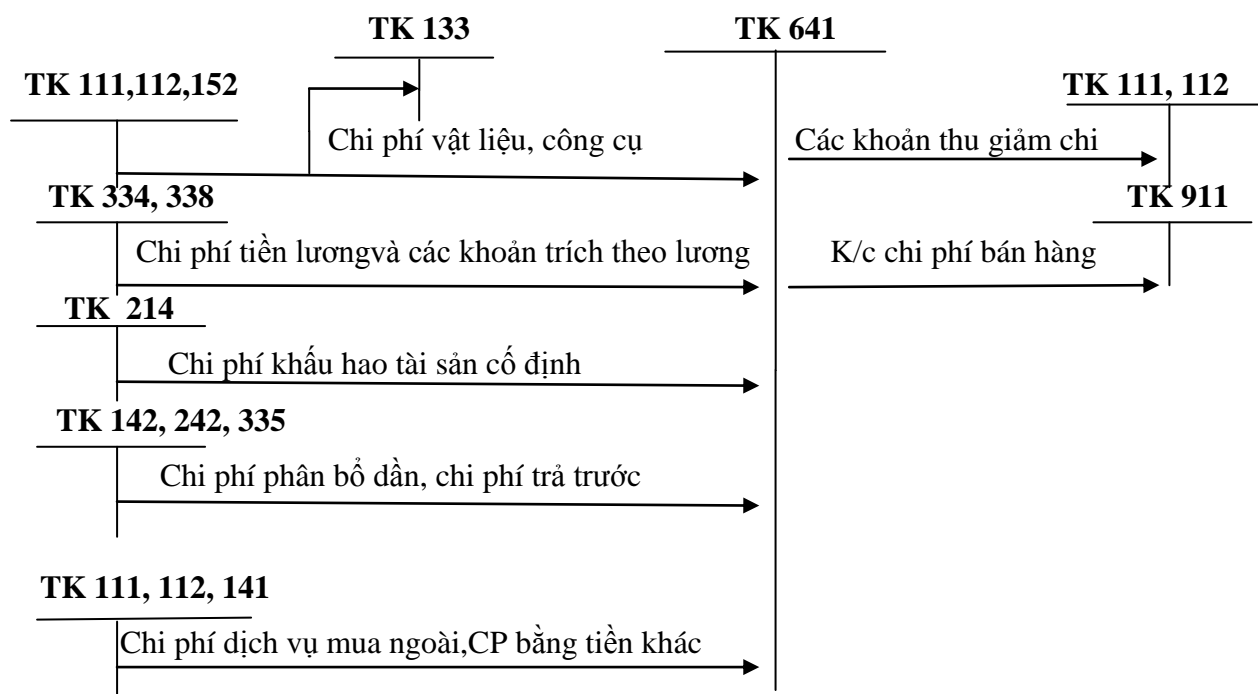 TK 133
TK 641
TK 111,112,152
TK 111, 112
Chi phí vật liệu, công cụ
Các khoản thu giảm chi
TK 334, 338
TK 911
Chi phí tiền lươngvà các khoản trích theo lương
K/c chi phí bán hàng
TK 214
Chi phí khấu hao tài sản cố định
TK 142, 242, 335
Chi phí phân bổ dần, chi phí trả trước
TK 111, 112, 141
Chi phí dịch vụ mua ngoài,CP bằng tiền khác